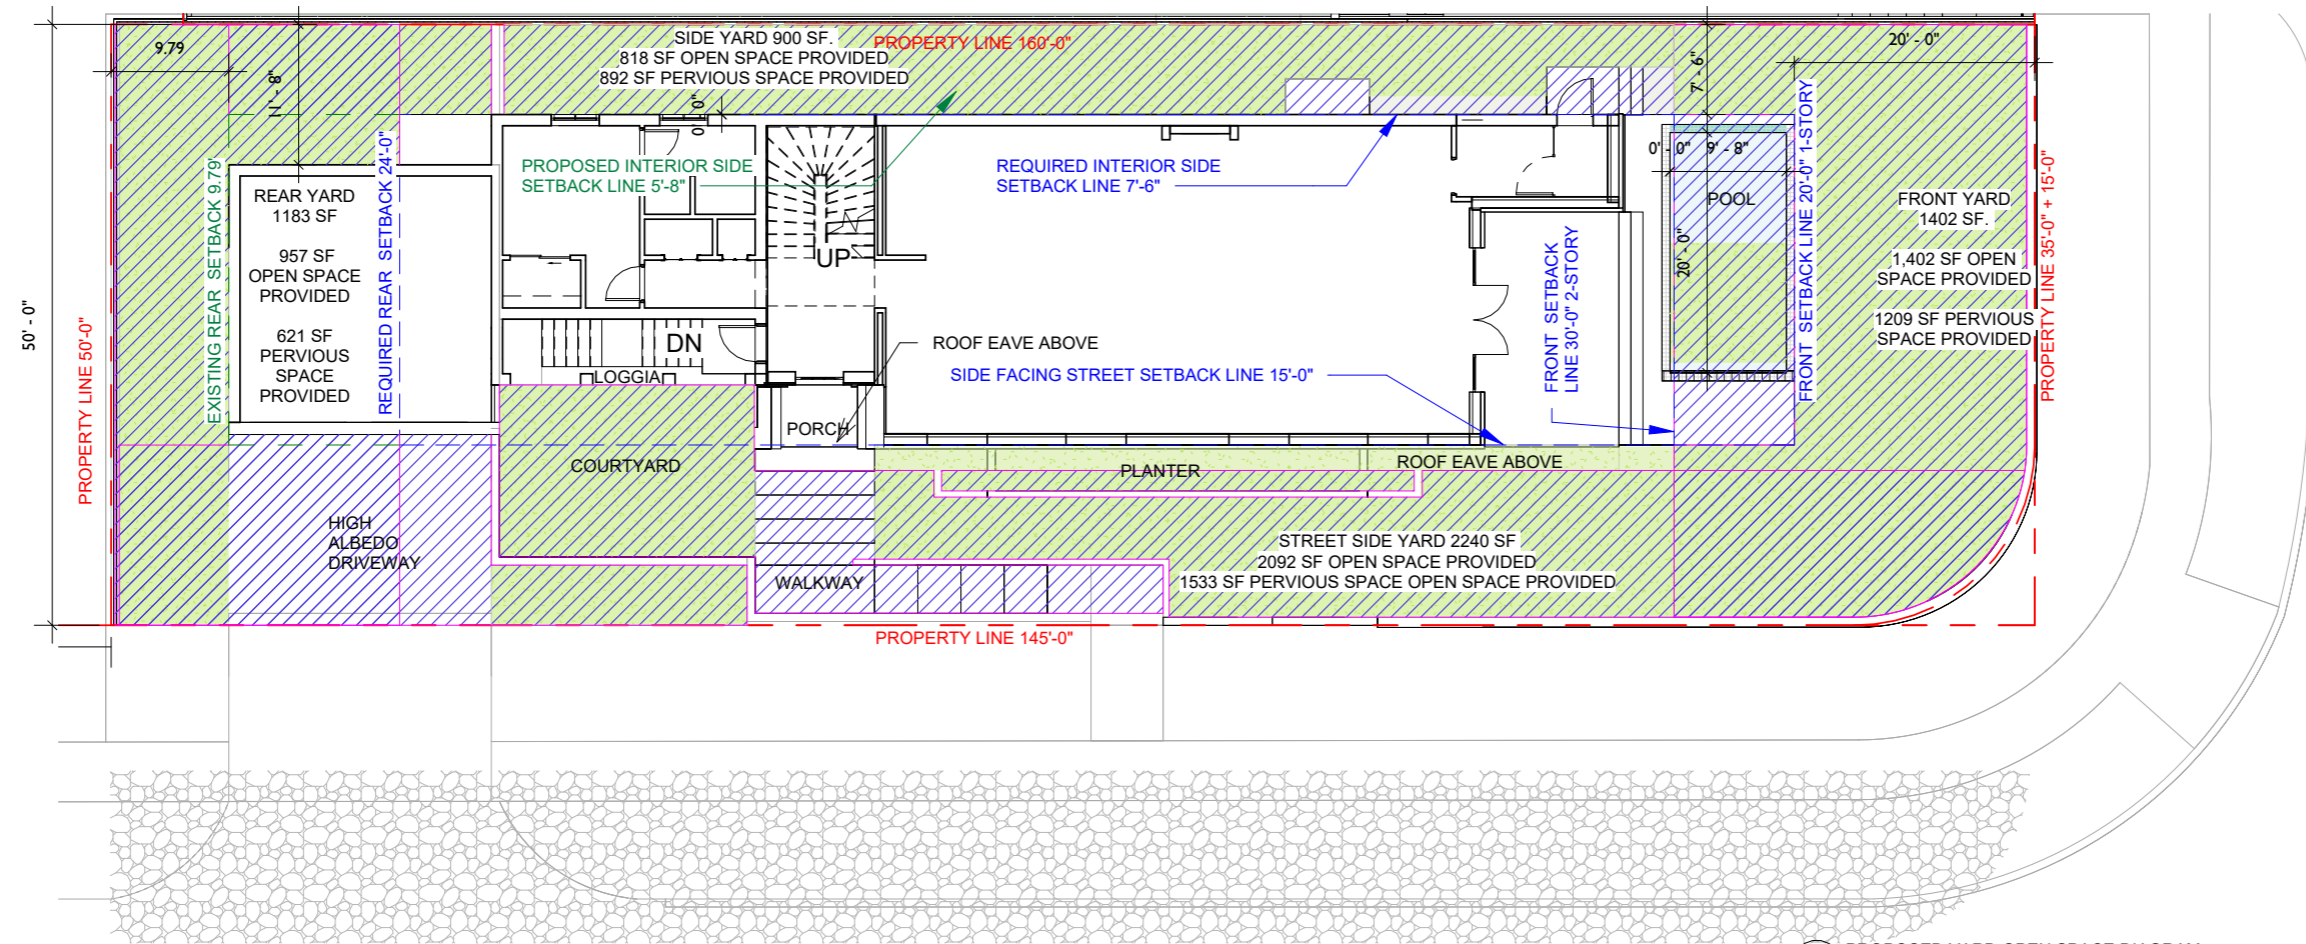 9.79
11' - 8"
SIDE YARD 900 SF.
818 SF OPEN SPACE PROVIDED
892 SF PERVIOUS SPACE PROVIDED
PROPERTY LINE 160'-0"
20' - 0"
7' - 6"
0' 0"
PROPOSED INTERIOR SIDE
SETBACK LINE 5'-8"
REQUIRED INTERIOR SIDE
SETBACK LINE 7'-6"
0' - 0"
9' - 8"
POOL
20' - 0"
FRONT SETBACK LINE 20'-0" 1-STORY
FRONT YARD
1402 SF.
1,402 SF OPEN
SPACE PROVIDED
1209 SF PERVIOUS
SPACE PROVIDED
PROPERTY LINE 35'-0" + 15'-0"
50' - 0"
PROPERTY LINE 50'-0"
EXISTING REAR SETBACK 9.79'
REAR YARD
1183 SF
957 SF
OPEN SPACE
PROVIDED
621 SF
PERVIOUS
SPACE
PROVIDED
REQUIRED REAR SETBACK 24'-0"
UP
DN
LOGGIA
ROOF EAVE ABOVE
SIDE FACING STREET SETBACK LINE 15'-0"
FRONT SETBACK
LINE 30'-0" 2-STORY
PORCH
COURTYARD
PLANTER
ROOF EAVE ABOVE
HIGH
ALBEDO
DRIVEWAY
WALKWAY
STREET SIDE YARD 2240 SF
2092 SF OPEN SPACE PROVIDED
1533 SF PERVIOUS SPACE OPEN SPACE PROVIDED
PROPERTY LINE 145'-0"